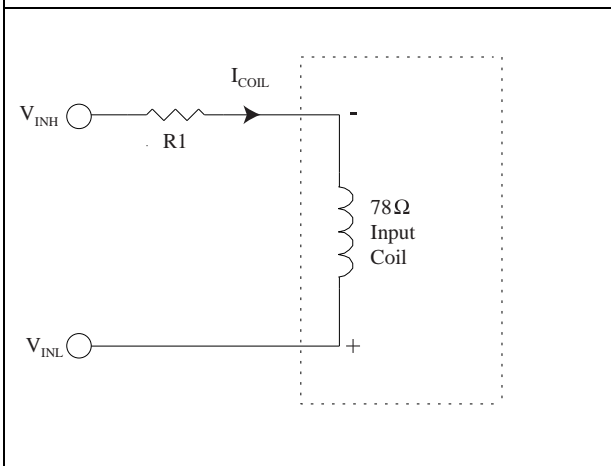 I_COIL
V_INH
-
R1
78Ω
Input
Coil
V_INL
+